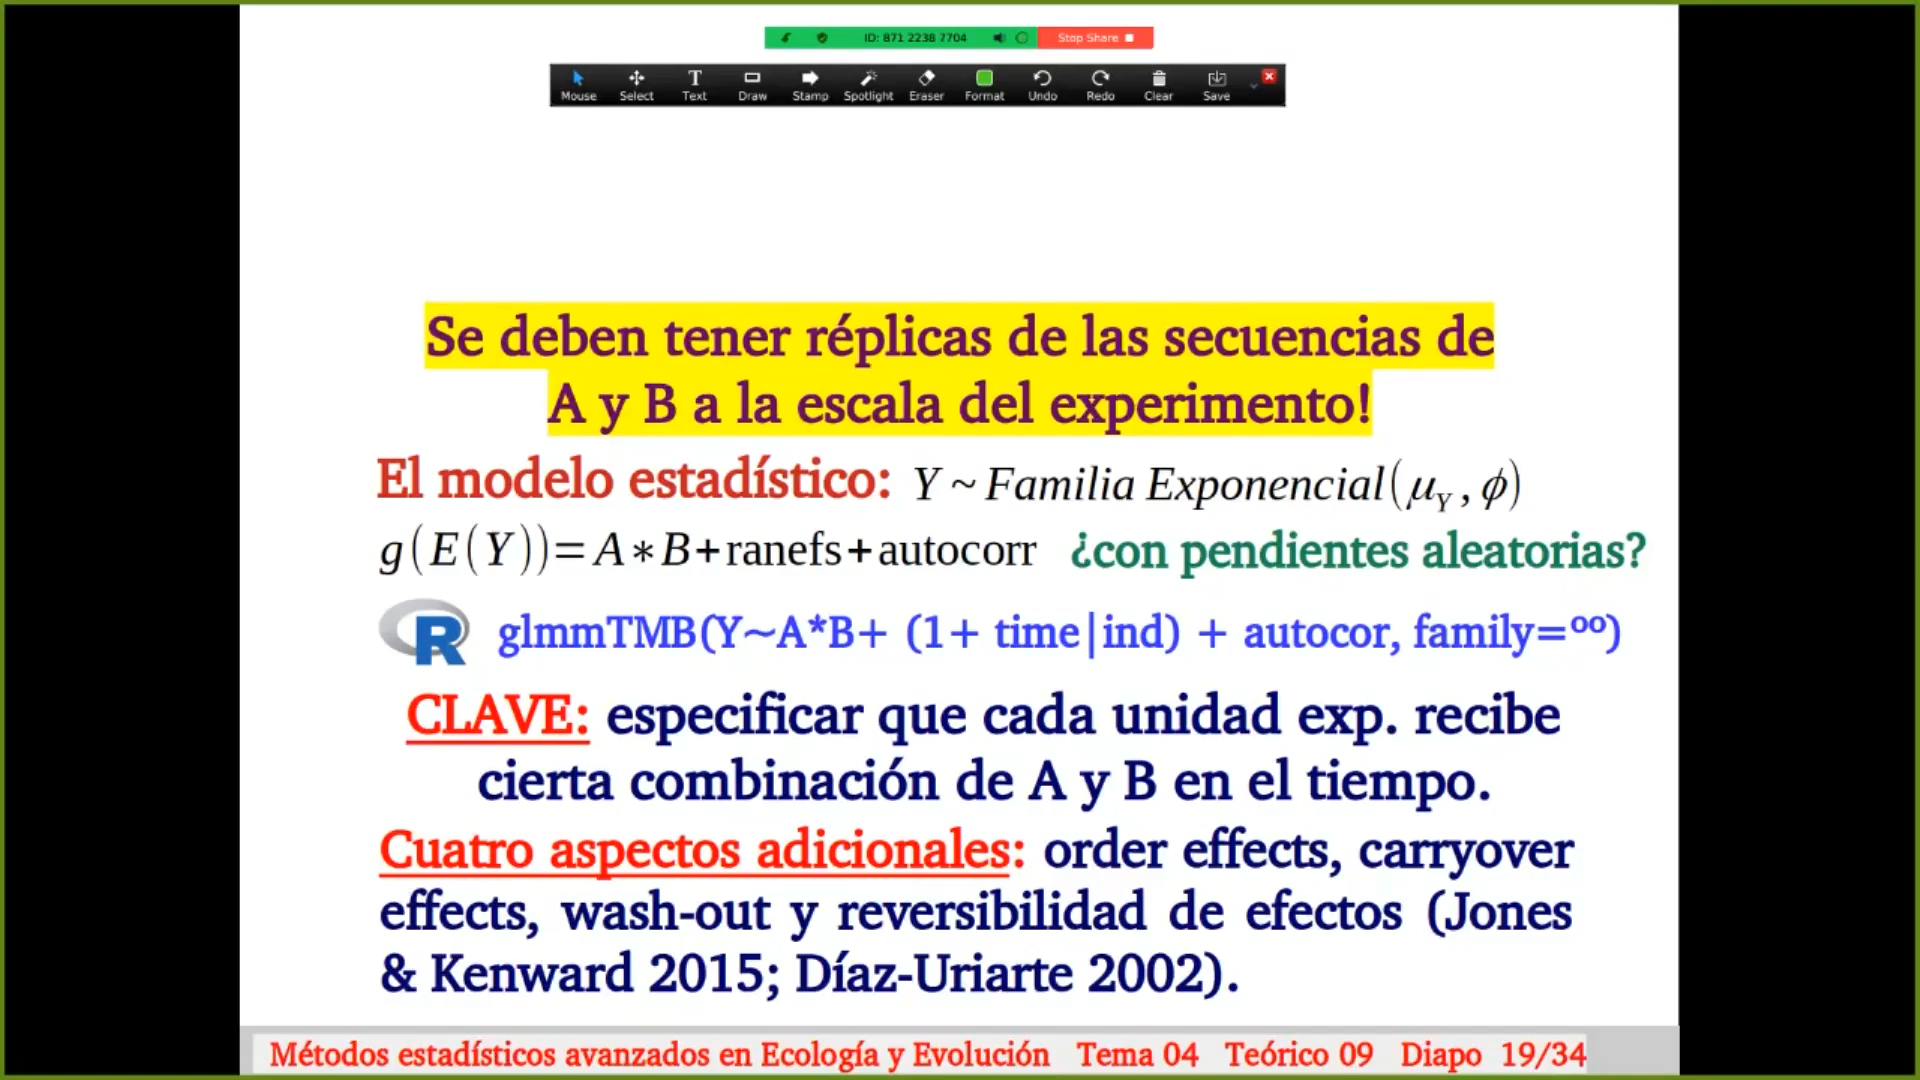 ID: 871 2238 7704 Stop Share
Mouse Select Text Draw Stamp Spotlight Eraser Format Undo Redo Clear Save
Se deben tener réplicas de las secuencias de
A y B a la escala del experimento!
El modelo estadístico: Y ~ Familia Exponencial(μ_Y, ϕ)
g(E(Y))=A∗B+ranefs+autocorr ¿con pendientes aleatorias?
R glmmTMB(Y~A*B+ (1+ time|ind) + autocor, family=ºº)
CLAVE: especificar que cada unidad exp. recibe
cierta combinación de A y B en el tiempo.
Cuatro aspectos adicionales: order effects, carryover
effects, wash-out y reversibilidad de efectos (Jones
& Kenward 2015; Díaz-Uriarte 2002).
Métodos estadísticos avanzados en Ecología y Evolución Tema 04 Teórico 09 Diapo 19/34